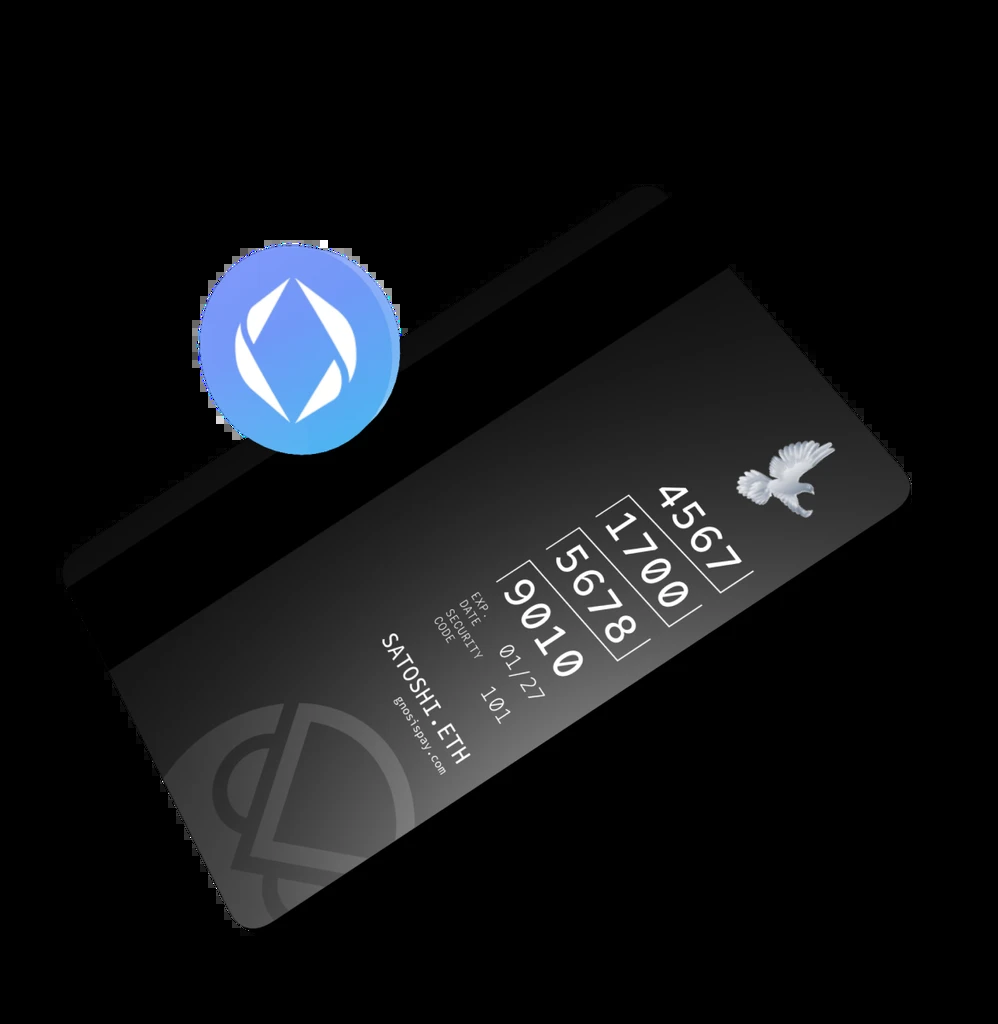 4567
1700
5678
9010
EXP.
DATE
01/27
SECURITY
CODE
101
SATOSHI.ETH
gnosispay.com